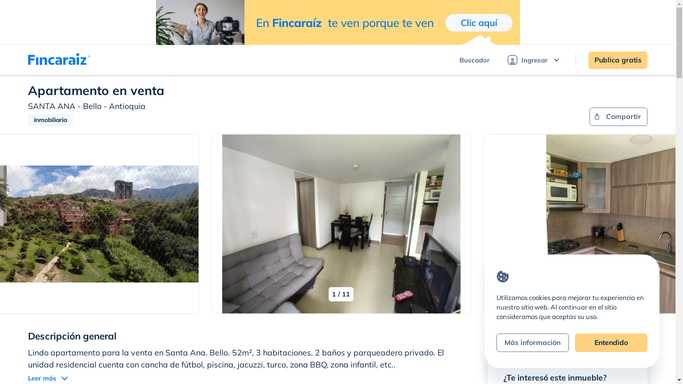 En Fincaraíz te ven porque te ven
Clic aquí
Fincaraiz
Buscador
Ingresar
Publica gratis
Apartamento en venta
SANTA ANA - Bello - Antioquia
Inmobiliaria
Compartir
1 / 11
Utilizamos cookies para mejorar tu experiencia en
nuestro sitio web. Al continuar en el sitio
consideramos que aceptas su uso.
Más información
Entendido
Descripción general
Lindo apartamento para la venta en Santa Ana, Bello. 52m², 3 habitaciones, 2 baños y parqueadero privado. El
unidad residencial cuenta con cancha de fútbol, piscina, jacuzzi, turco, zona BBQ, zona infantil, etc..
Leer más
¿Te interesó este inmueble?